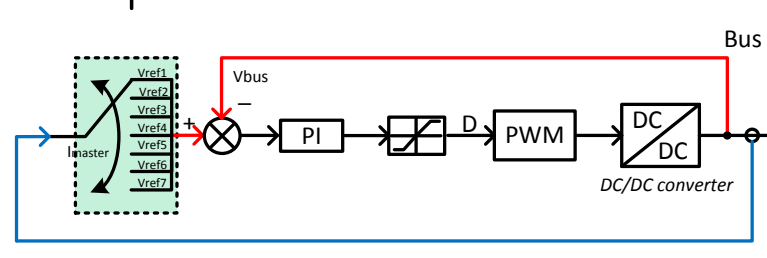 Bus
Vref1
Vref2
Vref3
Vref4
Vref5
Vref6
Vref7
Imaster
Vbus
−
+
PI
D
PWM
DC
DC
DC/DC converter